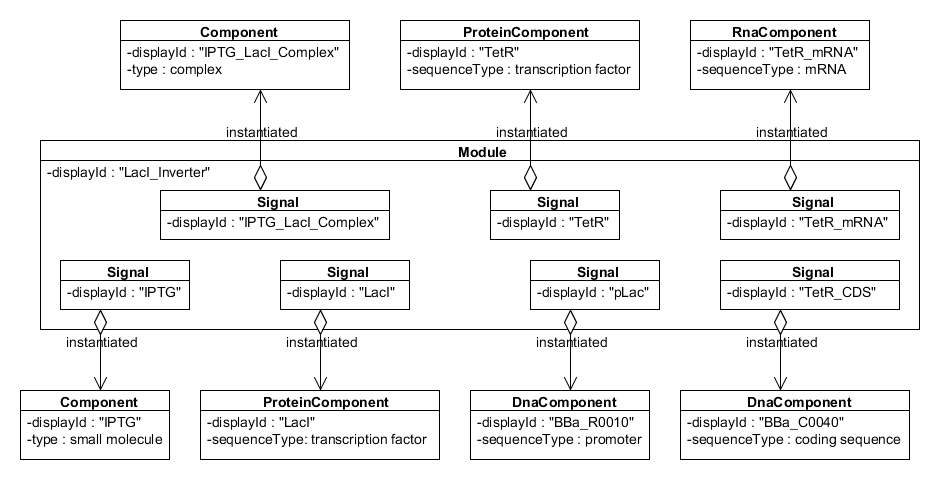 Component
-displayId : "IPTG_LacI_Complex"
-type : complex
ProteinComponent
-displayId : "TetR"
-sequenceType : transcription factor
RnaComponent
-displayId : "TetR_mRNA"
-sequenceType : mRNA
instantiated
instantiated
instantiated
Module
-displayId : "LacI_Inverter"
Signal
-displayId : "IPTG_LacI_Complex"
Signal
-displayId : "TetR"
Signal
-displayId : "TetR_mRNA"
Signal
-displayId : "IPTG"
Signal
-displayId : "LacI"
Signal
-displayId : "pLac"
Signal
-displayId : "TetR_CDS"
instantiated
instantiated
instantiated
instantiated
Component
-displayId : "IPTG"
-type : small molecule
ProteinComponent
-displayId : "LacI"
-sequenceType: transcription factor
DnaComponent
-displayId : "BBa_R0010"
-sequenceType : promoter
DnaComponent
-displayId : "BBa_C0040"
-sequenceType : coding sequence